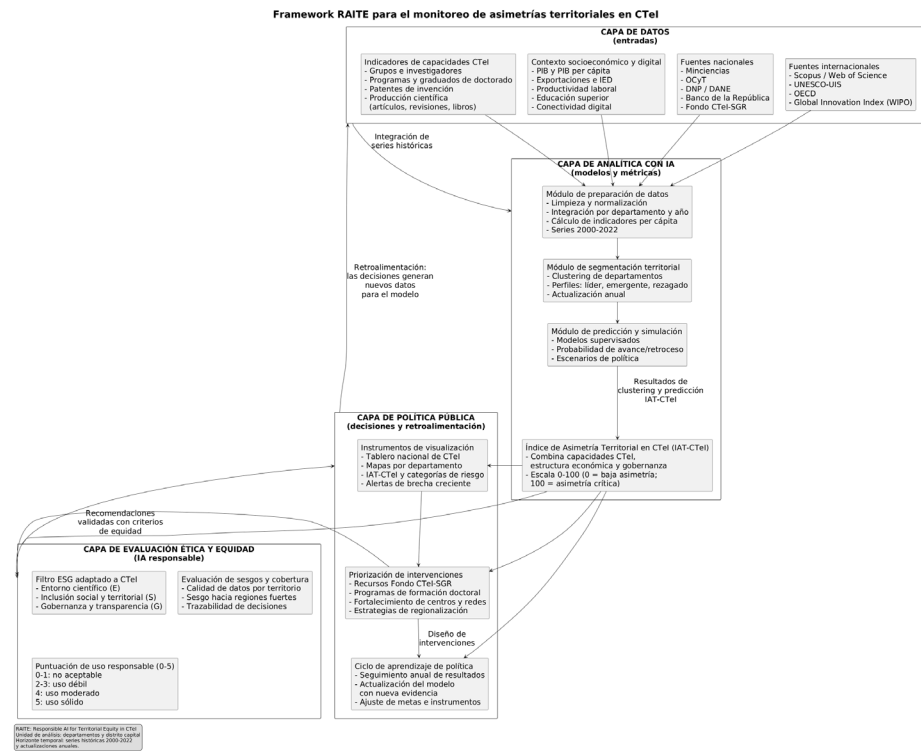 Framework RAITE para el monitoreo de asimetrías territoriales en CTeI
CAPA DE DATOS
(entradas)
Indicadores de capacidades CTeI
- Grupos e investigadores
- Programas y graduados de doctorado
- Patentes de invención
- Producción científica
(artículos, revisiones, libros)
Contexto socioeconómico y digital
- PIB y PIB per cápita
- Exportaciones e IED
- Productividad laboral
- Educación superior
- Conectividad digital
Fuentes nacionales
- Minciencias
- OCyT
- DNP / DANE
- Banco de la República
- Fondo CTeI-SGR
Fuentes internacionales
- Scopus / Web of Science
- UNESCO-UIS
- OECD
- Global Innovation Index (WIPO)
Integración de
series históricas
CAPA DE ANALÍTICA CON IA
(modelos y métricas)
Módulo de preparación de datos
- Limpieza y normalización
- Integración por departamento y año
- Cálculo de indicadores per cápita
- Series 2000-2022
Módulo de segmentación territorial
- Clustering de departamentos
- Perfiles: líder, emergente, rezagado
- Actualización anual
Retroalimentación:
las decisiones generan
nuevos datos
para el modelo
Módulo de predicción y simulación
- Modelos supervisados
- Probabilidad de avance/retroceso
- Escenarios de política
Resultados de
clustering y predicción
IAT-CTeI
Índice de Asimetría Territorial en CTeI (IAT-CTeI)
- Combina capacidades CTeI,
estructura económica y gobernanza
- Escala 0-100 (0 = baja asimetría;
100 = asimetría crítica)
CAPA DE POLÍTICA PÚBLICA
(decisiones y retroalimentación)
Instrumentos de visualización
- Tablero nacional de CTeI
- Mapas por departamento
- IAT-CTeI y categorías de riesgo
- Alertas de brecha creciente
Recomendaciones
validadas con criterios
de equidad
Priorización de intervenciones
- Recursos Fondo CTeI-SGR
- Programas de formación doctoral
- Fortalecimiento de centros y redes
- Estrategias de regionalización
Diseño de
intervenciones
Ciclo de aprendizaje de política
- Seguimiento anual de resultados
- Actualización del modelo
con nueva evidencia
- Ajuste de metas e instrumentos
CAPA DE EVALUACIÓN ÉTICA Y EQUIDAD
(IA responsable)
Filtro ESG adaptado a CTeI
- Entorno científico (E)
- Inclusión social y territorial (S)
- Gobernanza y transparencia (G)
Evaluación de sesgos y cobertura
- Calidad de datos por territorio
- Sesgo hacia regiones fuertes
- Trazabilidad de decisiones
Puntuación de uso responsable (0-5)
0-1: no aceptable
2-3: uso débil
4: uso moderado
5: uso sólido
RAITE: Responsible AI for Territorial Equity in CTeI
Unidad de análisis: departamentos y distrito capital
Horizonte temporal: series históricas 2000-2022
y actualizaciones anuales.